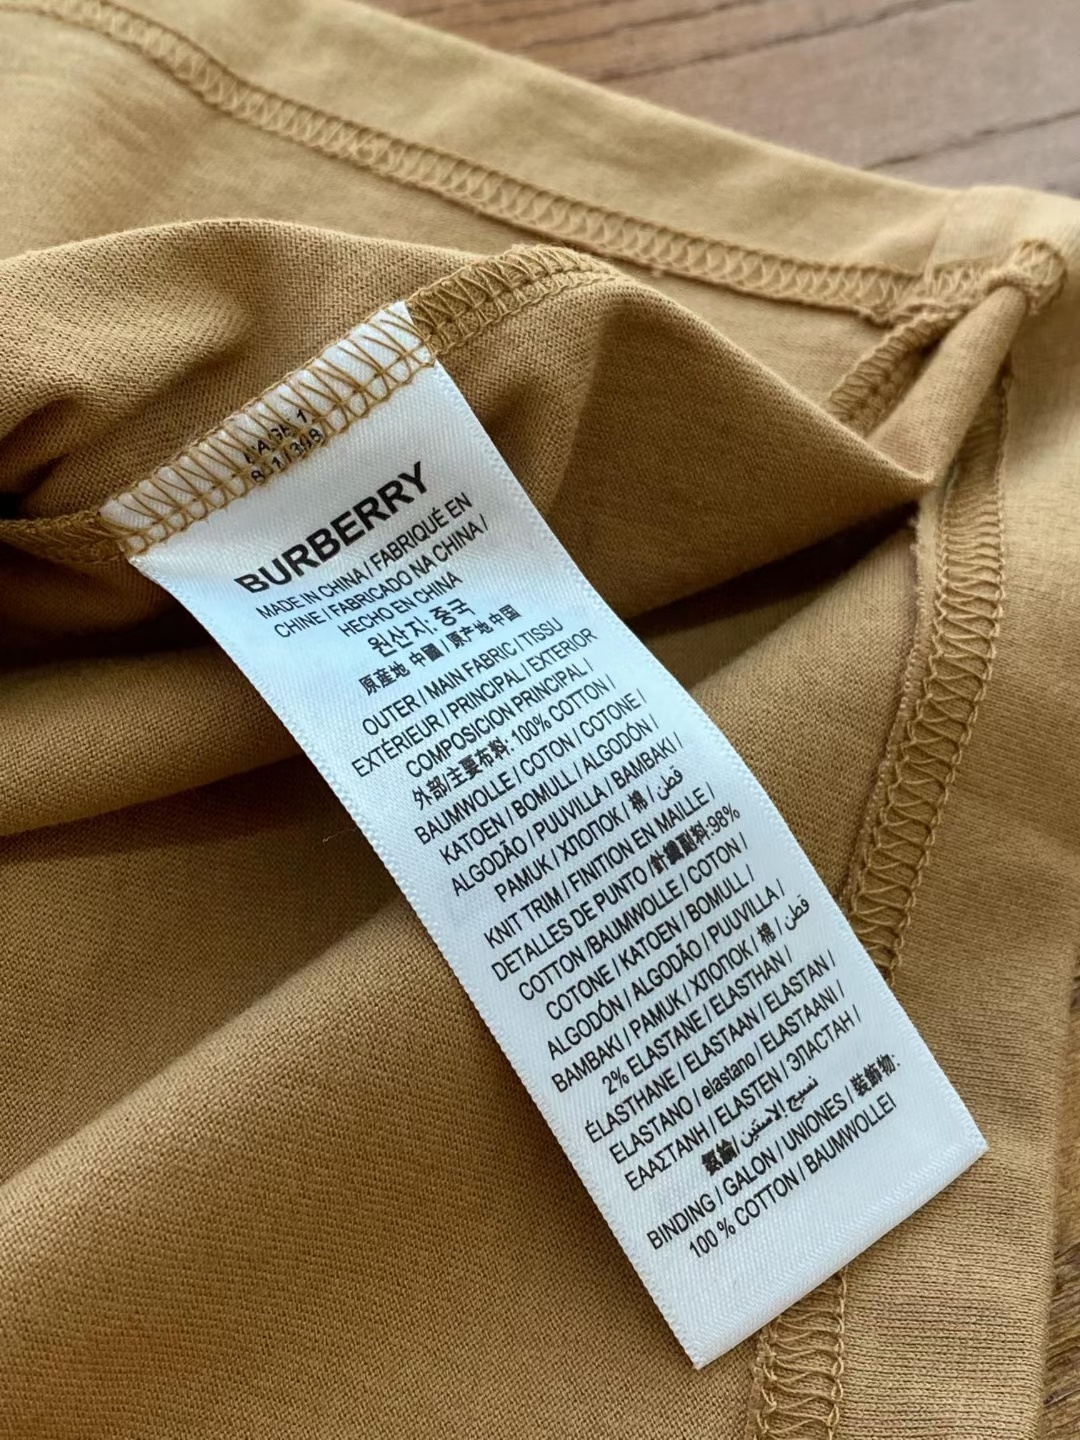 PAGE 1
BURBERRY
MADE IN CHINA / FABRIQUÉ EN
CHINE / FABRICADO NA CHINA /
HECHO EN CHINA
원산지: 중국
原産地 中國 / 原产地 中国
OUTER / MAIN FABRIC / TISSU
EXTÉRIEUR / PRINCIPAL / EXTERIOR
COMPOSICION PRINCIPAL /
外部/主要布料: 100% COTTON /
BAUMWOLLE / COTON / COTONE /
KATOEN / BOMULL / ALGODÓN /
ALGODÃO / PUUVILLA / BAMBAKI /
PAMUK / ХЛОПОК / 棉 / قطن /
KNIT TRIM / FINITION EN MAILLE /
DETALLES DE PUNTO /針織副料:98%
COTTON /BAUMWOLLE / COTON /
COTONE / KATOEN / BOMULL /
ALGODÓN / ALGODÃO / PUUVILLA /
BAMBAKI / PAMUK / ХЛОПОК / 棉 / قطن /
2% ELASTANE / ELASTHAN /
ÉLASTHANE / ELASTAAN / ELASTAN /
ELASTANO / elastano / ELASTAANI /
ΕΛΑΣΤΑΝΗ / ELASTEN / ЭЛАСТАН /
氨綸/نسيج الاستين /
BINDING / GALON / UNIONES / 裝飾物:
100 % COTTON / BAUMWOLLE/